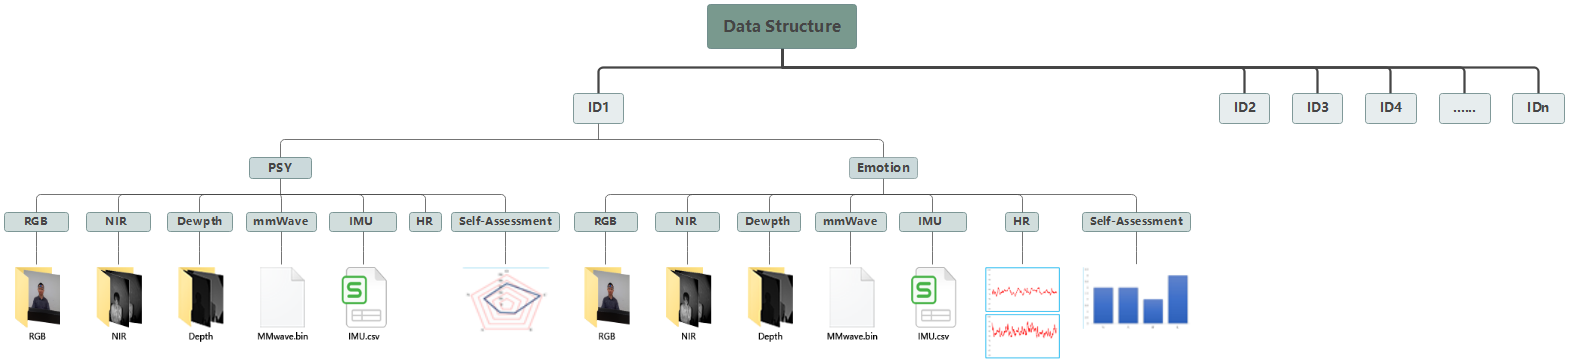 Data Structure
ID1
ID2
ID3
ID4
......
IDn
PSY
Emotion
RGB
NIR
Dewpth
mmWave
IMU
HR
Self-Assessment
RGB
NIR
Dewpth
mmWave
IMU
HR
Self-Assessment
S
S
RGB
NIR
Depth
MMwave.bin
IMU.csv
RGB
NIR
Depth
MMwave.bin
IMU.csv